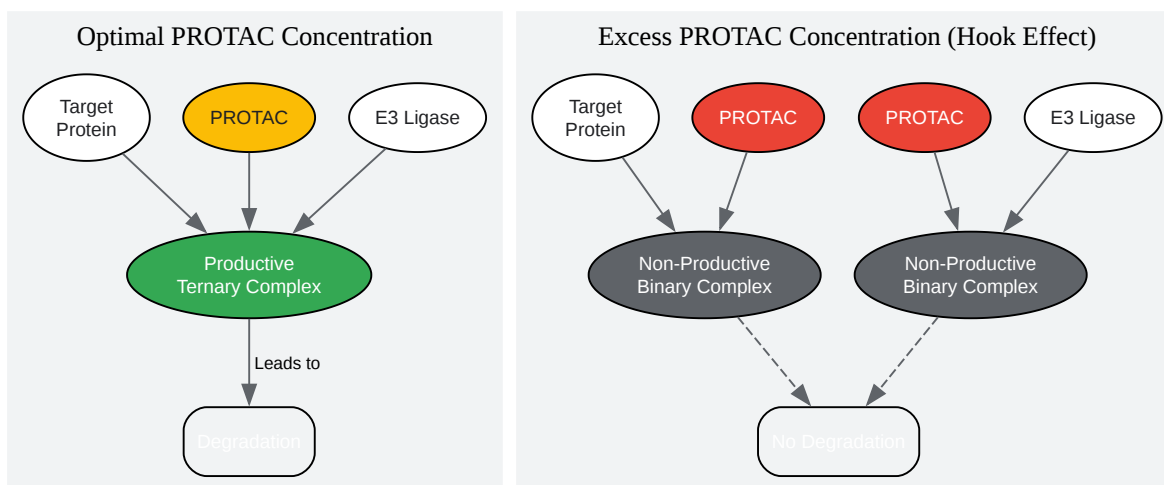 Optimal PROTAC Concentration
Target
Protein
PROTAC
E3 Ligase
Productive
Ternary Complex
Leads to
Degradation
Excess PROTAC Concentration (Hook Effect)
Target
Protein
PROTAC
PROTAC
E3 Ligase
Non-Productive
Binary Complex
Non-Productive
Binary Complex
No Degradation